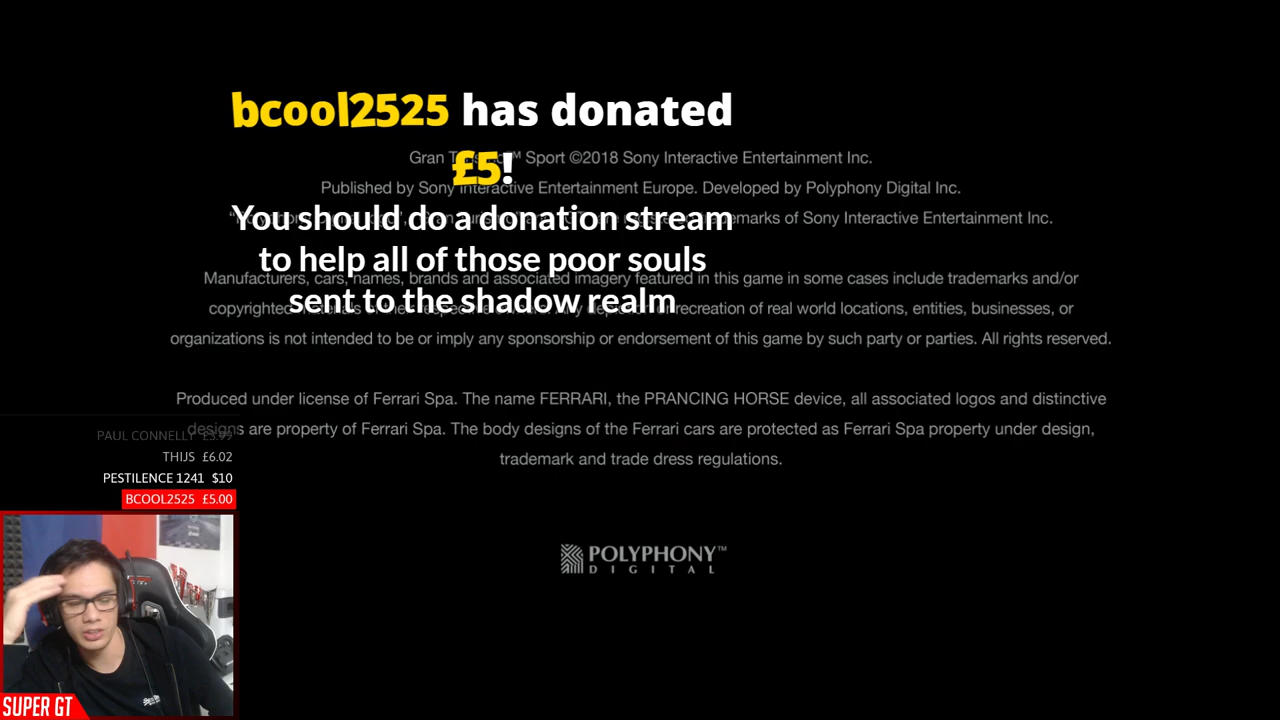 bcool2525 has donated
£5!
You should do a donation stream
to help all of those poor souls
sent to the shadow realm
Gran Sport ©2018 Sony Interactive Entertainment Inc.
Published by Sony Interactive Entertainment Europe. Developed by Polyphony Digital Inc.
trademarks of Sony Interactive Entertainment Inc.
Manufacturers, cars, names, brands and associated imagery featured in this game in some cases include trademarks and/or
copyrighted recreation of real world locations, entities, businesses, or
organizations is not intended to be or imply any sponsorship or endorsement of this game by such party or parties. All rights reserved.
Produced under license of Ferrari Spa. The name FERRARI, the PRANCING HORSE device, all associated logos and distinctive
designs are property of Ferrari Spa. The body designs of the Ferrari cars are protected as Ferrari Spa property under design,
trademark and trade dress regulations.
POLYPHONY™
DIGITAL
PAUL CONNELLY £3.99
THIJS £6.02
PESTILENCE 1241 $10
BCOOL2525 £5.00
SUPER GT